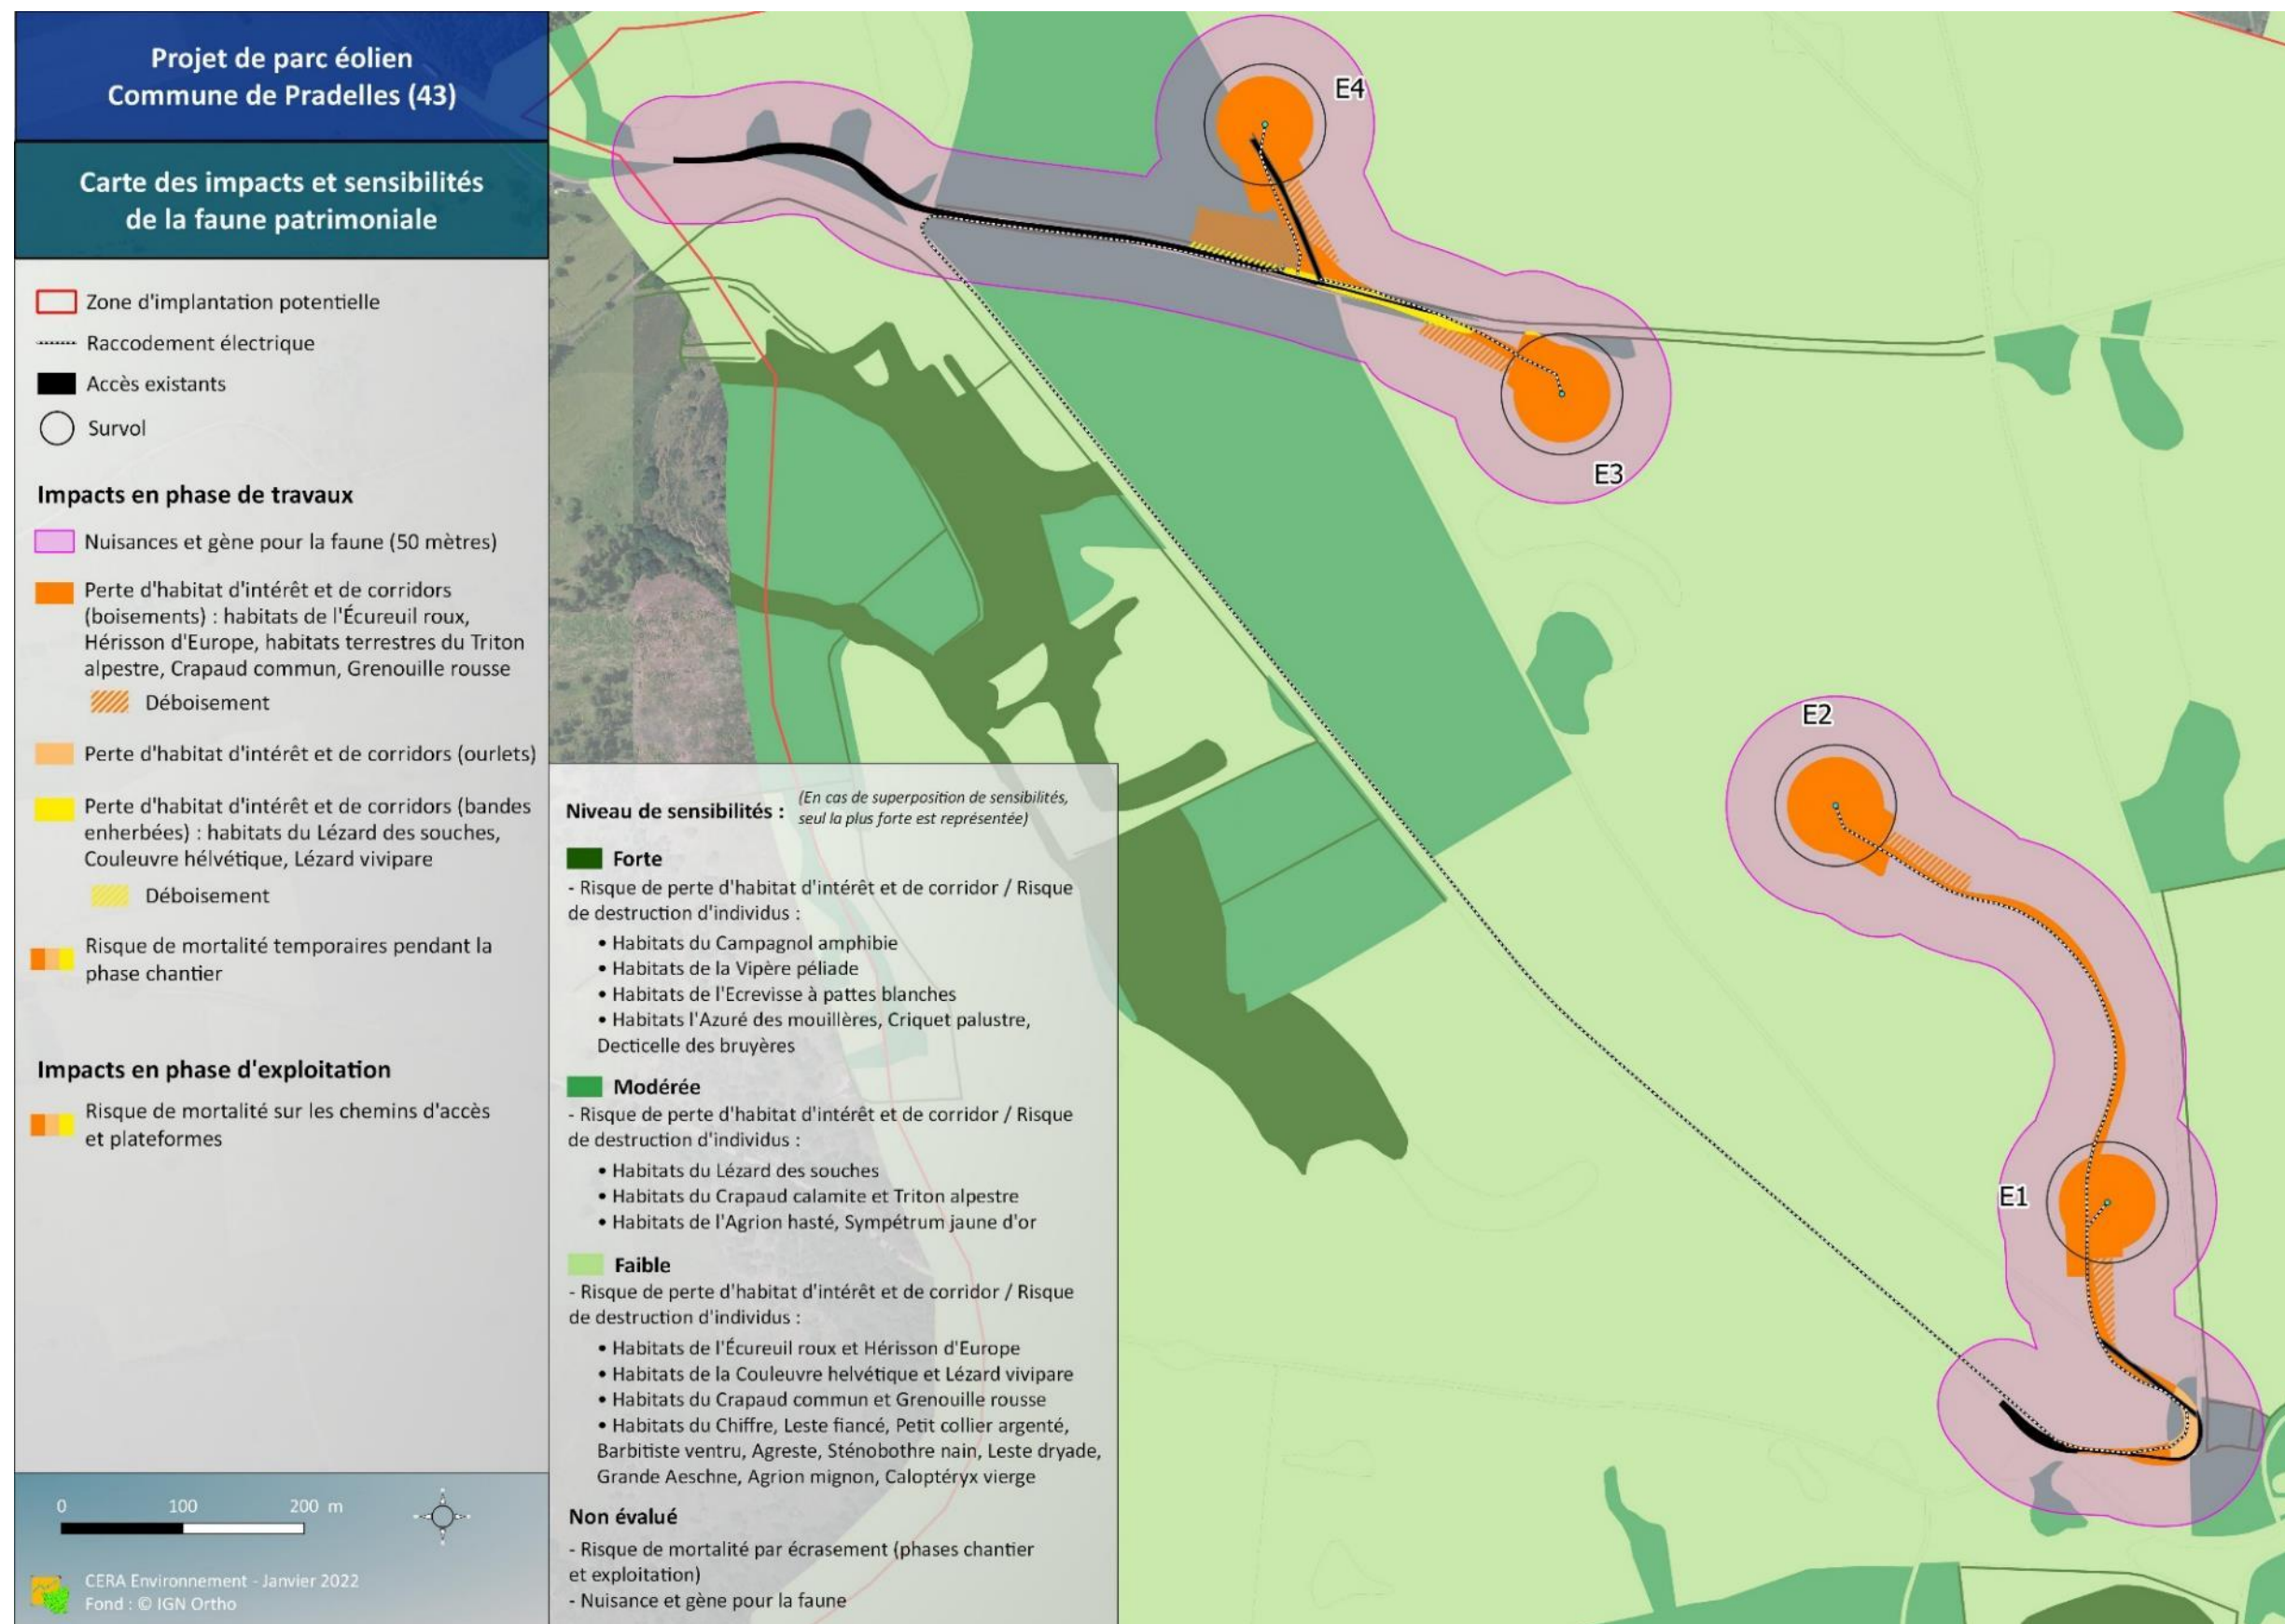 Projet de parc éolien
Commune de Pradelles (43)
Carte des impacts et sensibilités
de la faune patrimoniale
Zone d'implantation potentielle
Raccodement électrique
Accès existants
Survol
Impacts en phase de travaux
Nuisances et gène pour la faune (50 mètres)
Perte d'habitat d'intérêt et de corridors
(boisements) : habitats de l'Écureuil roux,
Hérisson d'Europe, habitats terrestres du Triton
alpestre, Crapaud commun, Grenouille rousse
Déboisement
Perte d'habitat d'intérêt et de corridors (ourlets)
Perte d'habitat d'intérêt et de corridors (bandes
enherbées) : habitats du Lézard des souches,
Couleuvre hélvétique, Lézard vivipare
Déboisement
Risque de mortalité temporaires pendant la
phase chantier
Impacts en phase d'exploitation
Risque de mortalité sur les chemins d'accès
et plateformes
0 100 200 m
CERA Environnement - Janvier 2022
Fond : © IGN Ortho
Niveau de sensibilités : (En cas de superposition de sensibilités,
seul la plus forte est représentée)
Forte
- Risque de perte d'habitat d'intérêt et de corridor / Risque
de destruction d'individus :
• Habitats du Campagnol amphibie
• Habitats de la Vipère péliade
• Habitats de l'Ecrevisse à pattes blanches
• Habitats l'Azuré des mouillères, Criquet palustre,
Decticelle des bruyères
Modérée
- Risque de perte d'habitat d'intérêt et de corridor / Risque
de destruction d'individus :
• Habitats du Lézard des souches
• Habitats du Crapaud calamite et Triton alpestre
• Habitats de l'Agrion hasté, Sympétrum jaune d'or
Faible
- Risque de perte d'habitat d'intérêt et de corridor / Risque
de destruction d'individus :
• Habitats de l'Écureuil roux et Hérisson d'Europe
• Habitats de la Couleuvre helvétique et Lézard vivipare
• Habitats du Crapaud commun et Grenouille rousse
• Habitats du Chiffre, Leste fiancé, Petit collier argenté,
Barbitiste ventru, Agreste, Sténobothre nain, Leste dryade,
Grande Aeschne, Agrion mignon, Caloptéryx vierge
Non évalué
- Risque de mortalité par écrasement (phases chantier
et exploitation)
- Nuisance et gêne pour la faune
E4
E3
E2
E1